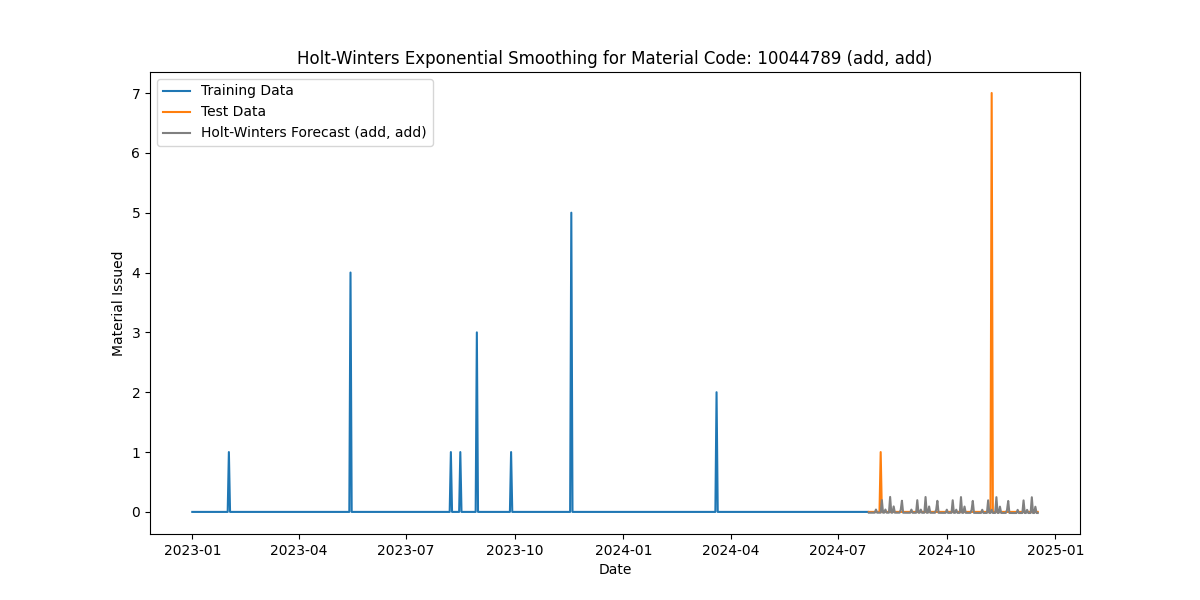 Holt-Winters Exponential Smoothing for Material Code: 10044789 (add, add)
Training Data
Test Data
Holt-Winters Forecast (add, add)
Material Issued
7
6
5
4
3
2
1
0
2023-01 2023-04 2023-07 2023-10 2024-01 2024-04 2024-07 2024-10 2025-01
Date